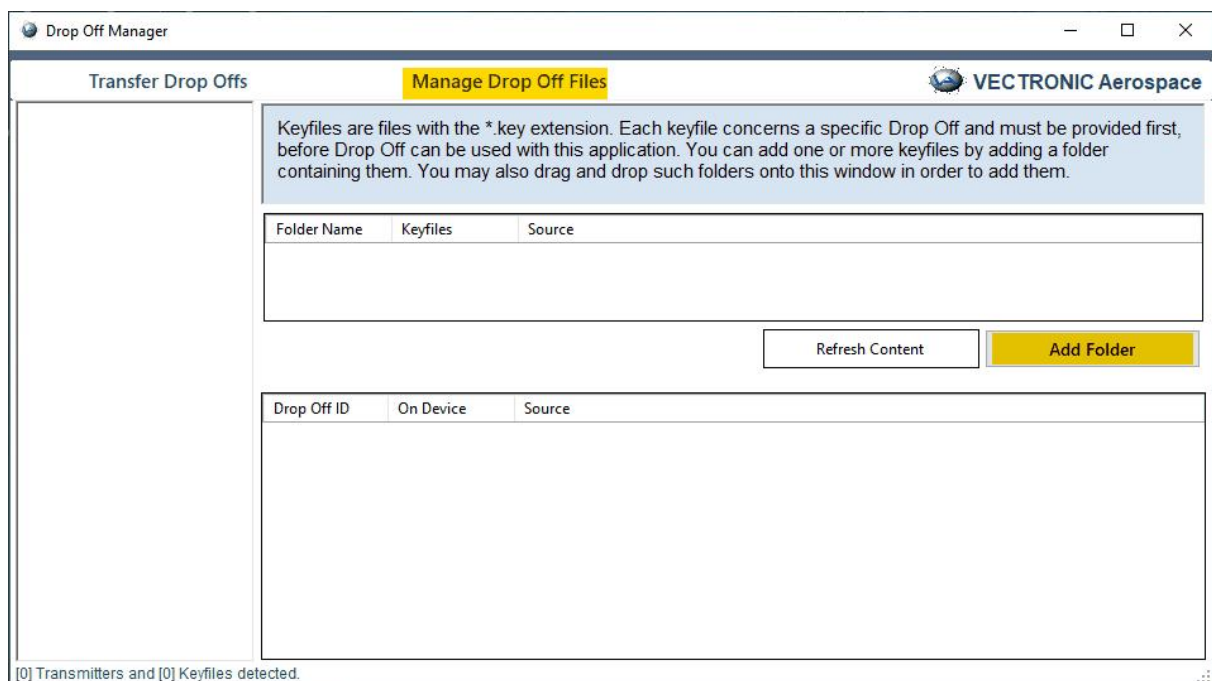 Drop Off Manager
Transfer Drop Offs
Manage Drop Off Files
VECTRONIC Aerospace
Keyfiles are files with the *.key extension. Each keyfile concerns a specific Drop Off and must be provided first,
before Drop Off can be used with this application. You can add one or more keyfiles by adding a folder
containing them. You may also drag and drop such folders onto this window in order to add them.
Folder Name Keyfiles Source
Refresh Content
Add Folder
Drop Off ID On Device Source
[0] Transmitters and [0] Keyfiles detected.